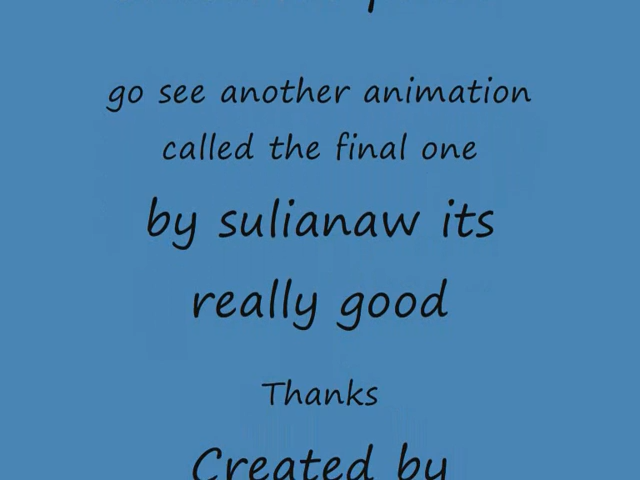 go see another animation
called the final one
by sulianaw its
really good
Thanks
Created by